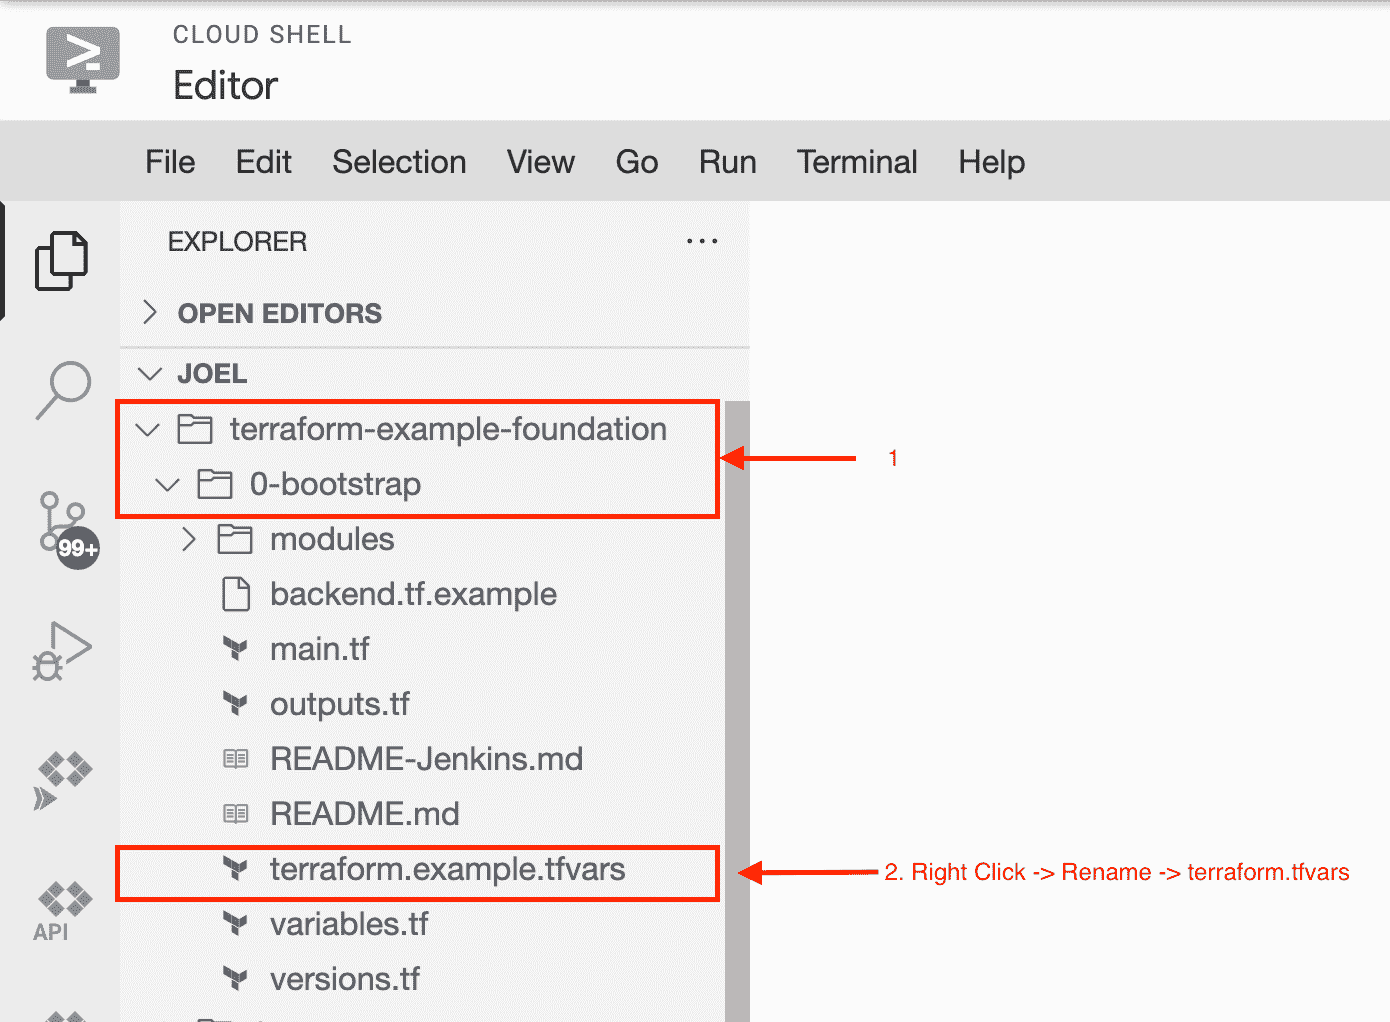 CLOUD SHELL
Editor
File Edit Selection View Go Run Terminal Help
EXPLORER ...
OPEN EDITORS
JOEL
terraform-example-foundation
1
0-bootstrap
99+
modules
backend.tf.example
main.tf
outputs.tf
README-Jenkins.md
README.md
terraform.example.tfvars
2. Right Click -> Rename -> terraform.tfvars
variables.tf
API
versions.tf